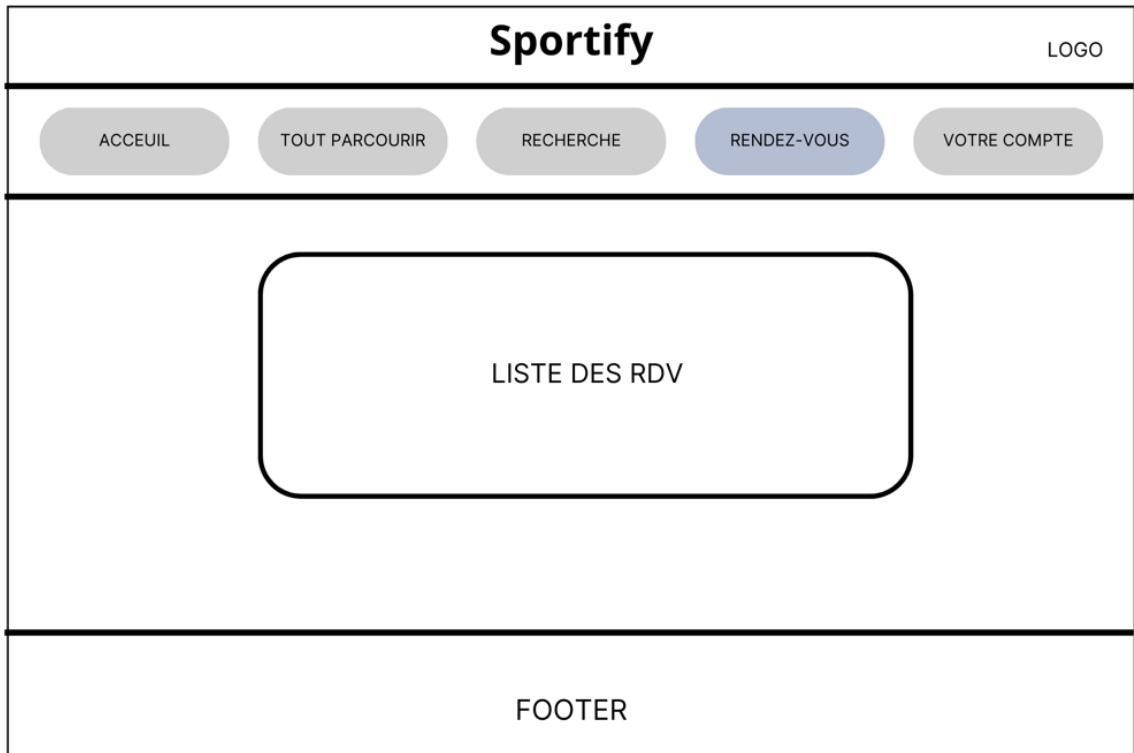 Sportify
LOGO
ACCEUIL
TOUT PARCOURIR
RECHERCHE
RENDEZ-VOUS
VOTRE COMPTE
LISTE DES RDV
FOOTER